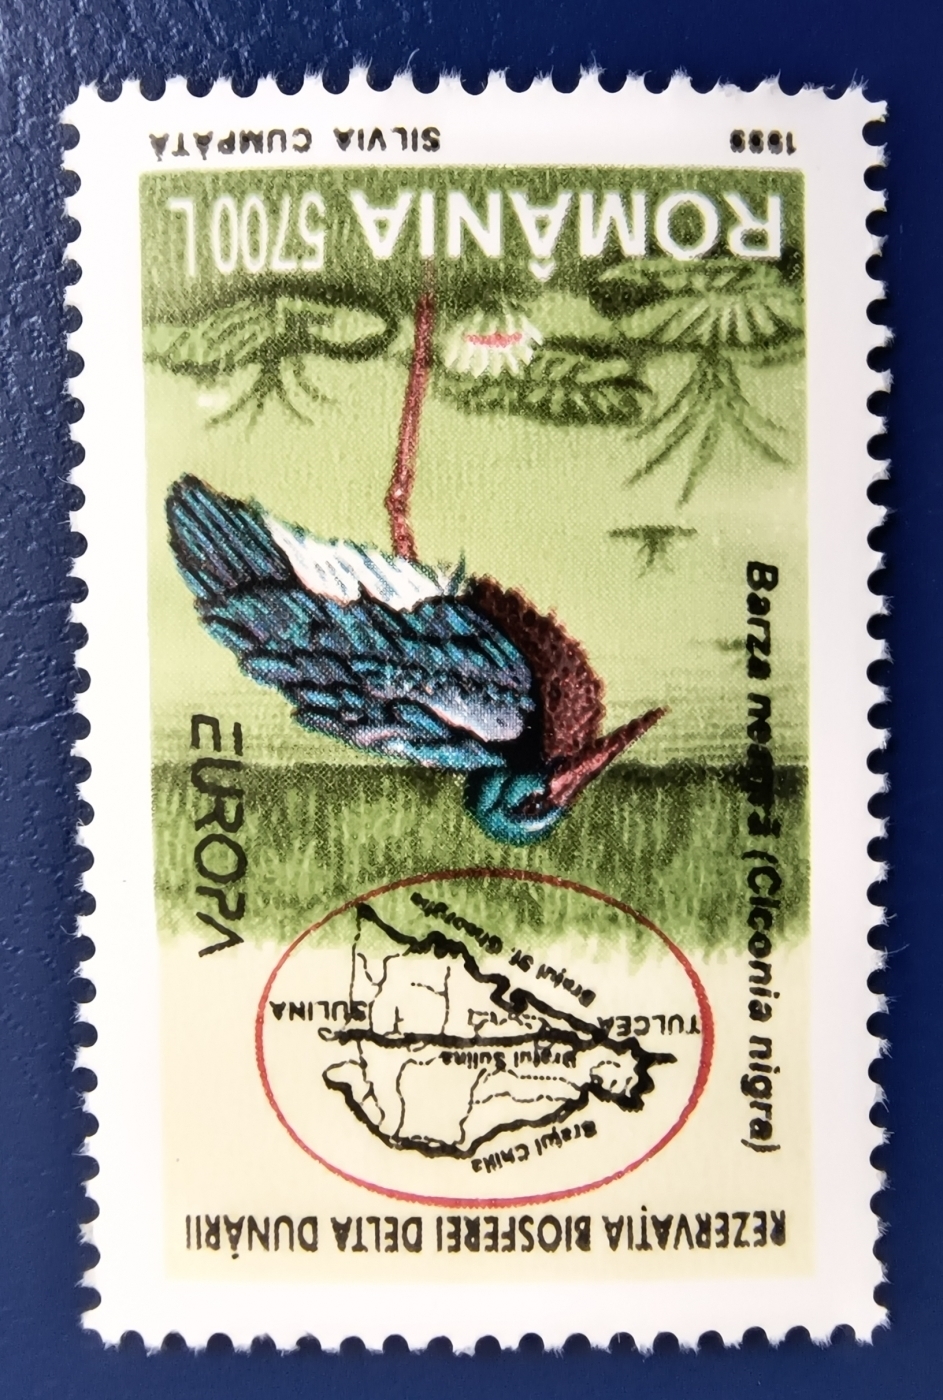 REZERVAȚIA BIOSFEREI DELTA DUNĂRII
Brațul Chilia
TULCEA
Brațul Sulina
SULINA
Brațul Sf. Gheorghe
EUROPA
Barza neagră (Ciconia nigra)
ROMÂNIA 5700 L
1999
SILVIA CUMPĂTĂ